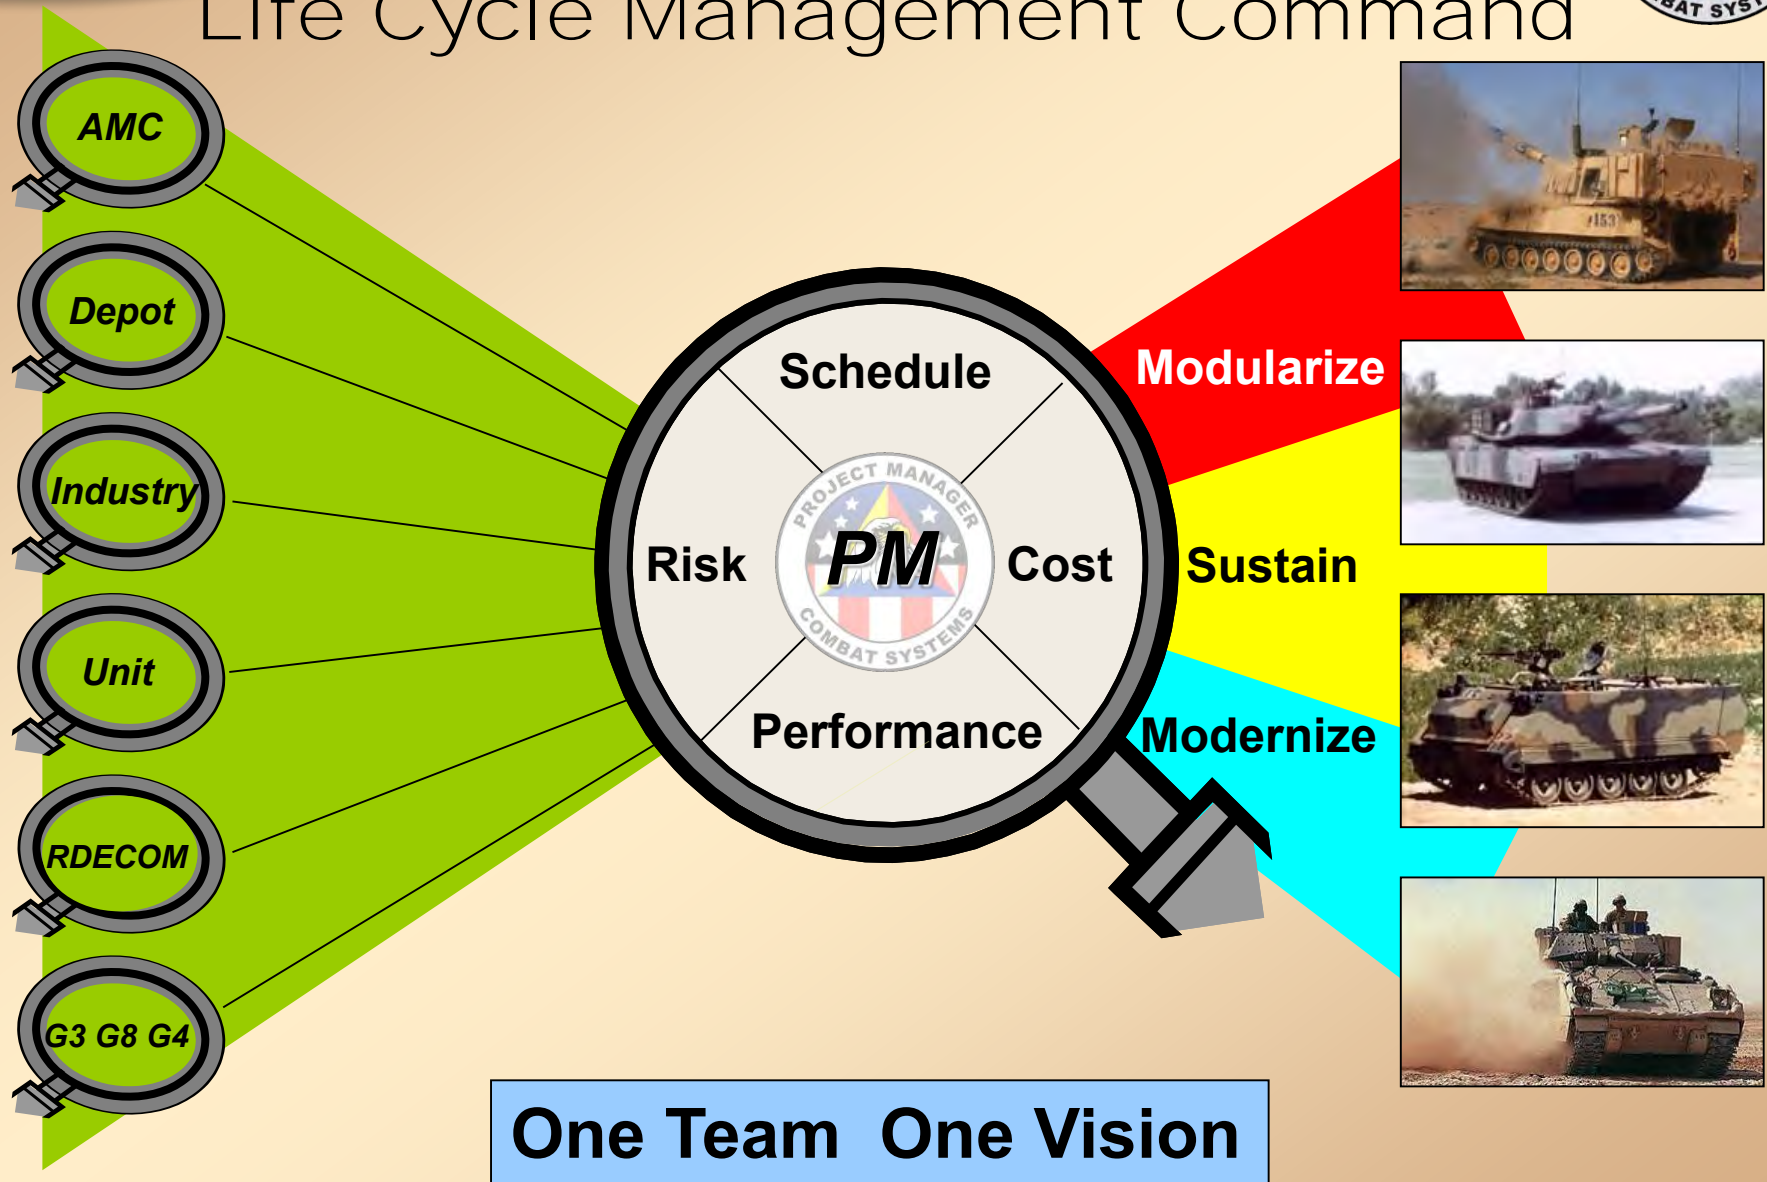 Life Cycle Management Command
AMC
Depot
Industry
Unit
RDECOM
G3 G8 G4
Schedule
Risk
PROJECT MANAGER
PM
COMBAT SYSTEMS
Cost
Performance
Modularize
Sustain
Modernize
One Team One Vision